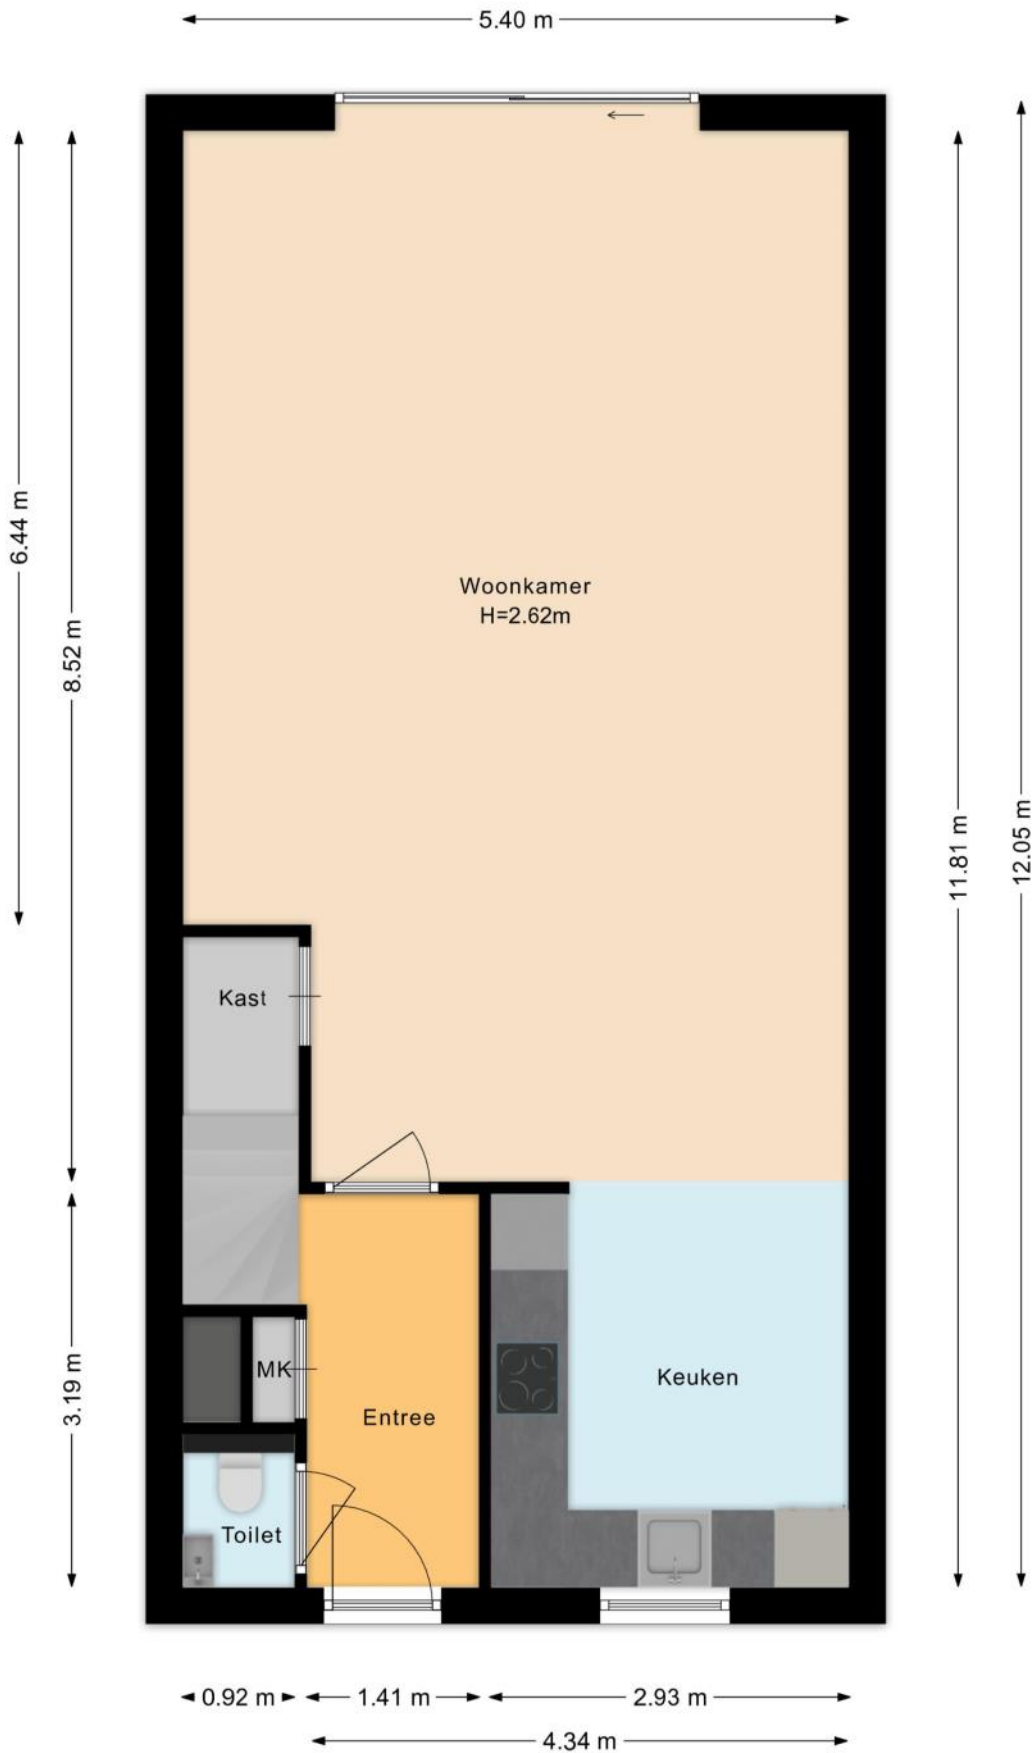 5.40 m
6.44 m
8.52 m
Woonkamer
H=2.62m
11.81 m
12.05 m
Kast
3.19 m
MK
Keuken
Entree
Toilet
0.92 m
1.41 m
2.93 m
4.34 m